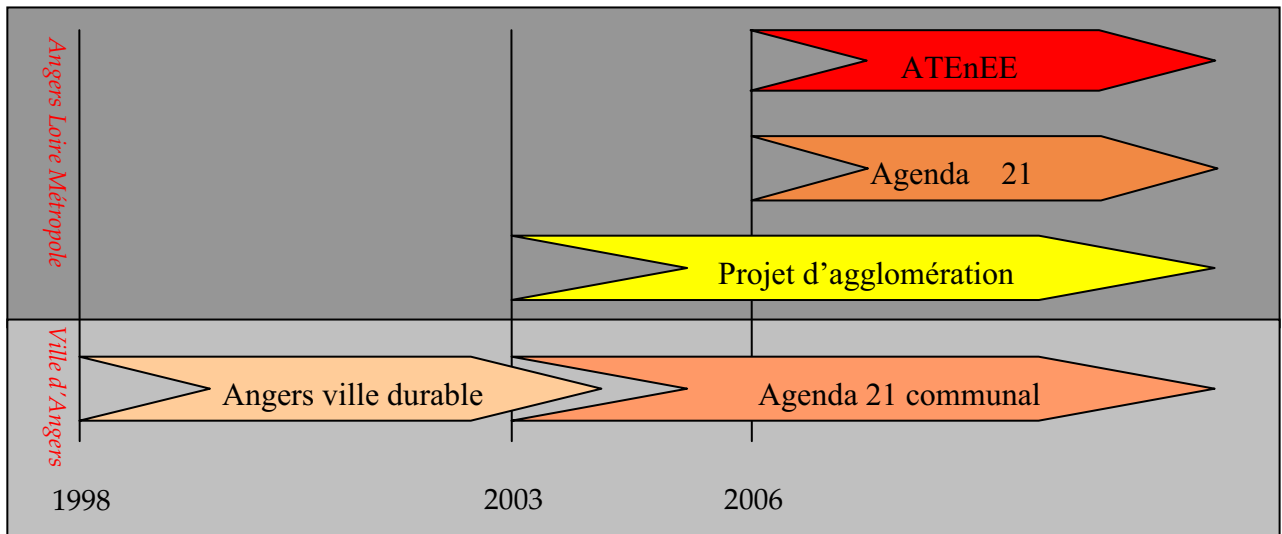 Angers Loire Métropole
ATEnEE
Agenda 21
Projet d’agglomération
Ville d’Angers
Angers ville durable
Agenda 21 communal
1998
2003
2006